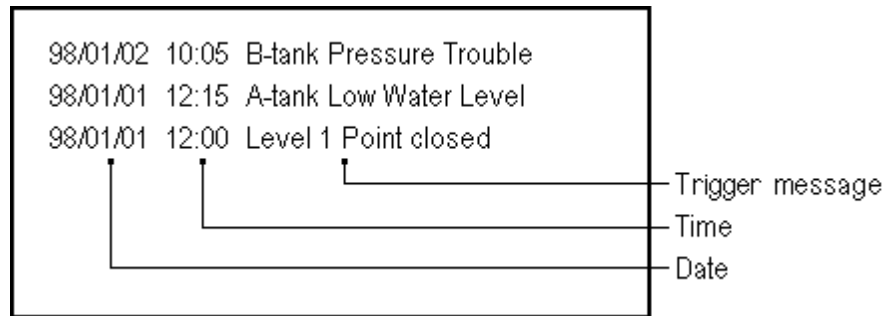 98/01/02 10:05 B-tank Pressure Trouble
98/01/01 12:15 A-tank Low Water Level
98/01/01 12:00 Level 1 Point closed
Trigger message
Time
Date